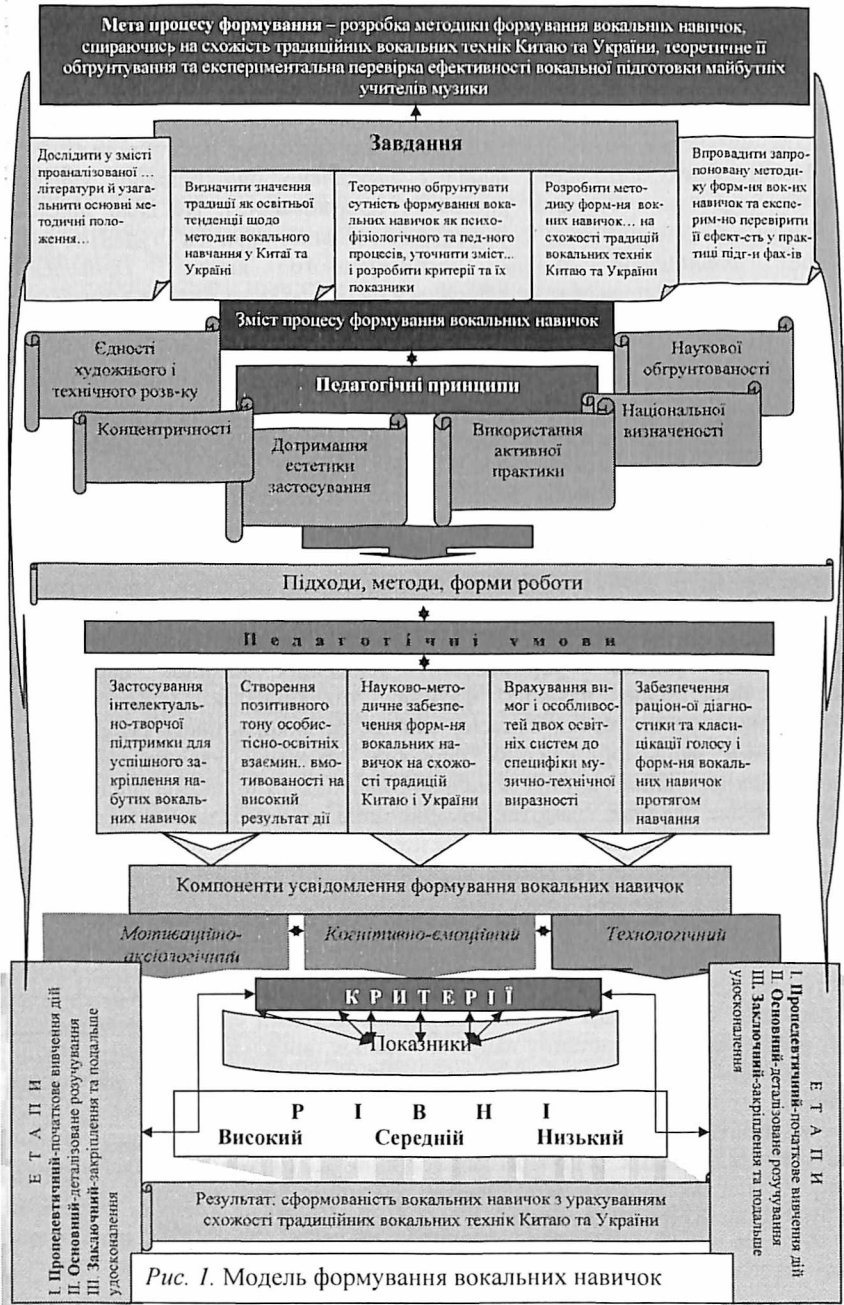 Мета процесу формування – розробка методики формування вокальних навичок,
спираючись на схожість традиційних вокальних технік Китаю та України, теоретичне її
обґрунтування та експериментальна перевірка ефективності вокальної підготовки майбутніх
учителів музики
Завдання
Дослідити у змісті
проаналізованої ...
літератури й узага-
льнити основні ме-
тодичні поло-
ження...
Визначити значення
традиції як освітньої
тенденції щодо
методик вокального
навчання у Китаї та
Україні
Теоретично обґрунтувати
сутність формування вока-
льних навичок як психо-
фізіологічного та пед-ного
процесів, уточнити зміст...
і розробити критерії та їх
показники
Розробити мето-
дику форм-ня вок-
них навичок... на
схожості традицій
вокальних технік
Китаю та України
Впровадити запро-
поновану методи-
ку форм-ня вок-их
навичок та експе-
рим-но перевірити
її ефект-сть у прак-
тиці підг-и фах-ів
Зміст процесу формування вокальних навичок
Єдності
художнього і
технічного розв-ку
Наукової
обґрунтованості
Педагогічні принципи
Концентричності
Дотримання
естетики
застосування
Використання
активної
практики
Національної
визначеності
Підходи, методи, форми роботи
Педагогічні умови
Застосування
інтелектуаль-
но-творчої
підтримки для
успішного за-
кріплення на-
бутих вокаль-
них навичок
Створення
позитивного
тону особис-
тісно-освітніх
взаємин.. вмо-
тивованості на
високий
результат дії
Науково-мето-
дичне забезпе-
чення форм-ня
вокальних на-
вичок на схожо-
сті традицій
Китаю і України
Врахування ви-
мог і особливос-
тей двох освіт-
ніх систем до
специфіки му-
зично-технічної
виразності
Забезпечення
раціон-ої діагно-
стики та класи-
цікації голосу і
форм-ня вокаль-
них навичок
протягом
навчання
Компоненти усвідомлення формування вокальних навичок
Мотиваційно-
аксіологічний
Когнитивно-емоційний
Технологічний
КРИТЕРІЇ
Показники
РІВНІ
Високий Середній Низький
ЕТАПИ
І. Пропедевтичний-початкове вивчення дій
ІІ. Основний-деталізоване розучування
ІІІ. Заключний-закріплення та подальше
удосконалення
ЕТАПИ
І. Пропедевтичний-початкове вивчення дій
ІІ. Основний-деталізоване розучування
ІІІ. Заключний-закріплення та подальше
удосконалення
Результат: сформованість вокальних навичок з урахуванням
схожості традиційних вокальних технік Китаю та України
Рис. 1. Модель формування вокальних навичок